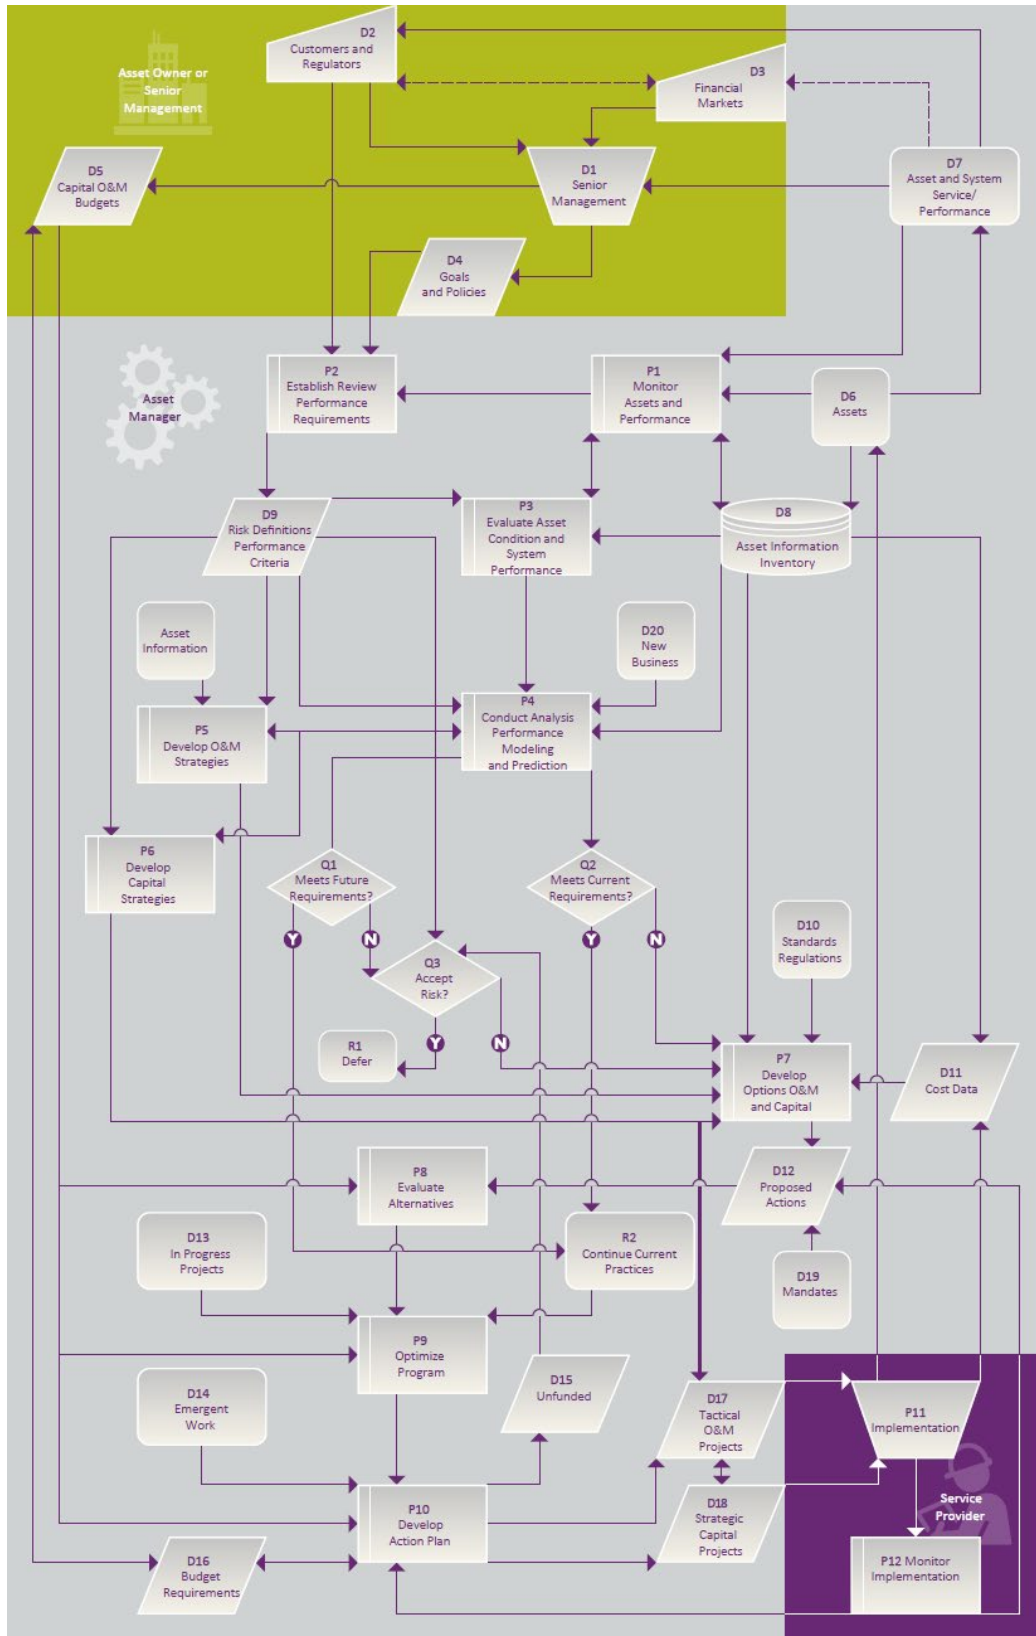 D2
Customers and
Regulators
D3
Financial
Markets
Asset Owner or
Senior
Management
D5
Capital O&M
Budgets
D1
Senior
Management
D7
Asset and System
Service/
Performance
D4
Goals
and Policies
Asset
Manager
P2
Establish Review
Performance
Requirements
P1
Monitor
Assets and
Performance
D6
Assets
D9
Risk Definitions
Performance
Criteria
P3
Evaluate Asset
Condition and
System
Performance
D8
Asset Information
Inventory
Asset
Information
D20
New
Business
P5
Develop O&M
Strategies
P4
Conduct Analysis
Performance
Modeling
and Prediction
P6
Develop
Capital
Strategies
Q1
Meets Future
Requirements?
Q2
Meets Current
Requirements?
Y
N
Y
N
D10
Standards
Regulations
Q3
Accept
Risk?
R1
Defer
Y
N
P7
Develop
Options O&M
and Capital
D11
Cost Data
P8
Evaluate
Alternatives
D12
Proposed
Actions
D13
In Progress
Projects
R2
Continue Current
Practices
D19
Mandates
P9
Optimize
Program
D14
Emergent
Work
D15
Unfunded
D17
Tactical
O&M
Projects
P11
Implementation
P10
Develop
Action Plan
D18
Strategic
Capital
Projects
Service
Provider
D16
Budget
Requirements
P12 Monitor
Implementation